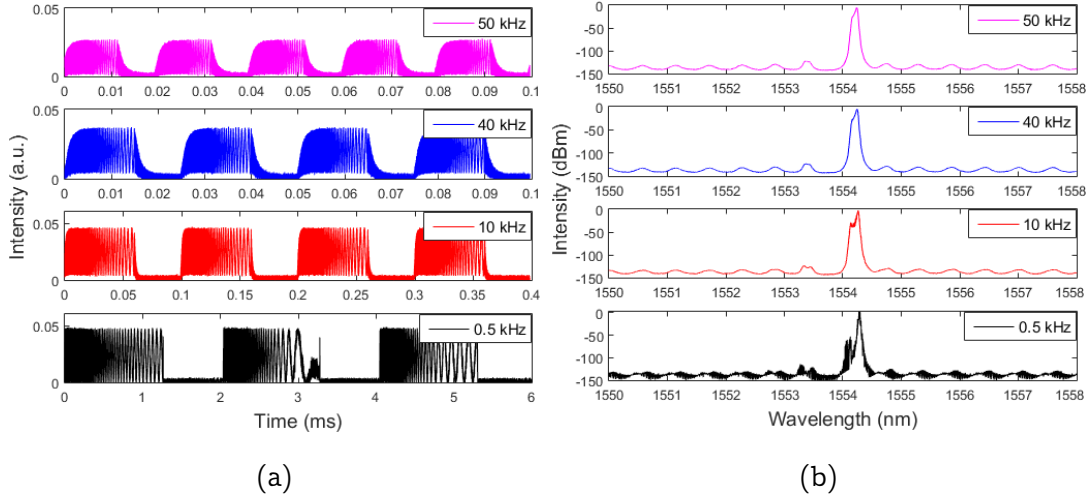 0.05
50 kHz
0
0 0.01 0.02 0.03 0.04 0.05 0.06 0.07 0.08 0.09 0.1
0.05
40 kHz
0
0 0.01 0.02 0.03 0.04 0.05 0.06 0.07 0.08 0.09 0.1
0.05
10 kHz
0
0 0.05 0.1 0.15 0.2 0.25 0.3 0.35 0.4
0.05
0.5 kHz
0
0 1 2 3 4 5 6
Intensity (a.u.)
Time (ms)
(a)
0
50 kHz
-50
-100
-150
1550 1551 1552 1553 1554 1555 1556 1557 1558
0
40 kHz
-50
-100
-150
1550 1551 1552 1553 1554 1555 1556 1557 1558
0
10 kHz
-50
-100
-150
1550 1551 1552 1553 1554 1555 1556 1557 1558
0
0.5 kHz
-50
-100
-150
1550 1551 1552 1553 1554 1555 1556 1557 1558
Intensity (dBm)
Wavelength (nm)
(b)